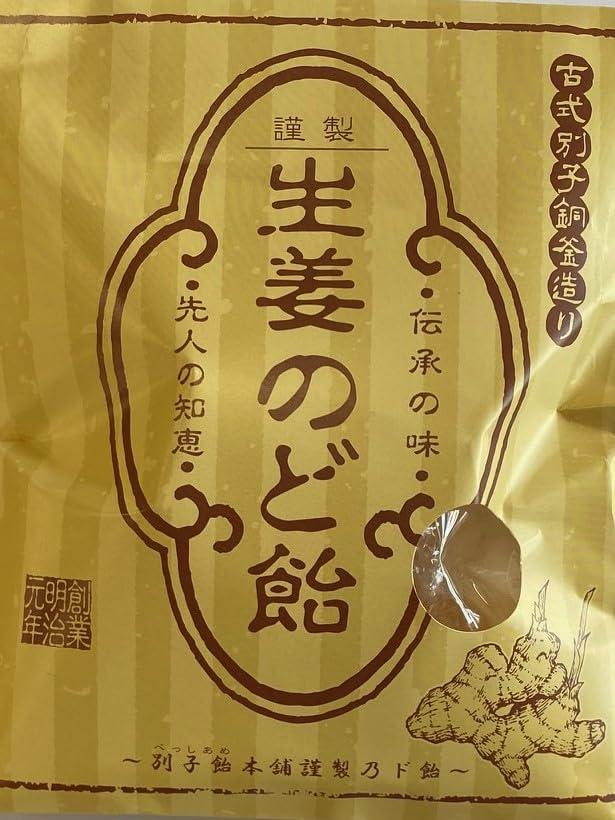 古式別子銅釜造り
謹製
生姜のど飴
・伝承の味・
・先人の知恵・
創業
明治
元年
べっしあめ
〜別子飴本舗謹製乃ド飴〜